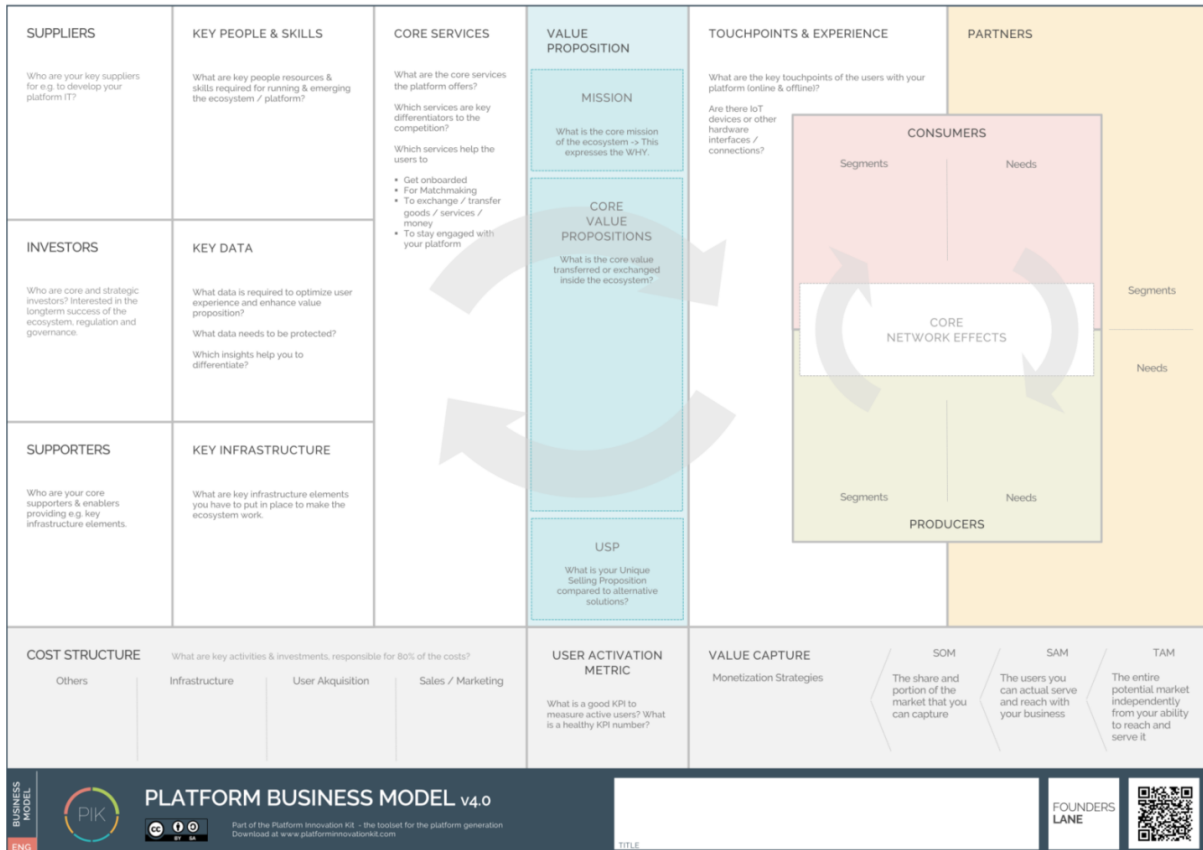 SUPPLIERS
Who are your key suppliers
for e.g. to develop your
platform IT?
KEY PEOPLE & SKILLS
What are key people resources &
skills required for running & emerging
the ecosystem / platform?
CORE SERVICES
What are the core services
the platform offers?
Which services are key
differentiators to the
competition?
Which services help the
users to
• Get onboarded
• For Matchmaking
• To exchange / transfer
goods / services /
money
• To stay engaged with
your platform
VALUE
PROPOSITION
MISSION
What is the core mission
of the ecosystem -> This
expresses the WHY.
CORE
VALUE
PROPOSITIONS
What is the core value
transferred or exchanged
inside the ecosystem?
USP
What is your Unique
Selling Proposition
compared to alternative
solutions?
TOUCHPOINTS & EXPERIENCE
What are the key touchpoints of the users with your
platform (online & offline)?
Are there IoT
devices or other
hardware
interfaces /
connections?
PARTNERS
Segments
Needs
CONSUMERS
Segments
Needs
CORE
NETWORK EFFECTS
Segments
Needs
PRODUCERS
INVESTORS
Who are core and strategic
investors? Interested in the
longterm success of the
ecosystem, regulation and
governance.
KEY DATA
What data is required to optimize user
experience and enhance value
proposition?
What data needs to be protected?
Which insights help you to
differentiate?
SUPPORTERS
Who are your core
supporters & enablers
providing e.g. key
infrastructure elements.
KEY INFRASTRUCTURE
What are key infrastructure elements
you have to put in place to make the
ecosystem work.
COST STRUCTURE
What are key activities & investments, responsible for 80% of the costs?
Others
Infrastructure
User Akquisition
Sales / Marketing
USER ACTIVATION
METRIC
What is a good KPI to
measure active users? What
is a healthy KPI number?
VALUE CAPTURE
Monetization Strategies
SOM
The share and
portion of the
market that you
can capture
SAM
The users you
can actual serve
and reach with
your business
TAM
The entire
potential market
independently
from your ability
to reach and
serve it
BUSINESS
MODEL
ENG
PIK
PLATFORM BUSINESS MODEL v4.0
cc
BY SA
Part of the Platform Innovation Kit - the toolset for the platform generation
Download at www.platforminnovationkit.com
TITLE
FOUNDERS
LANE